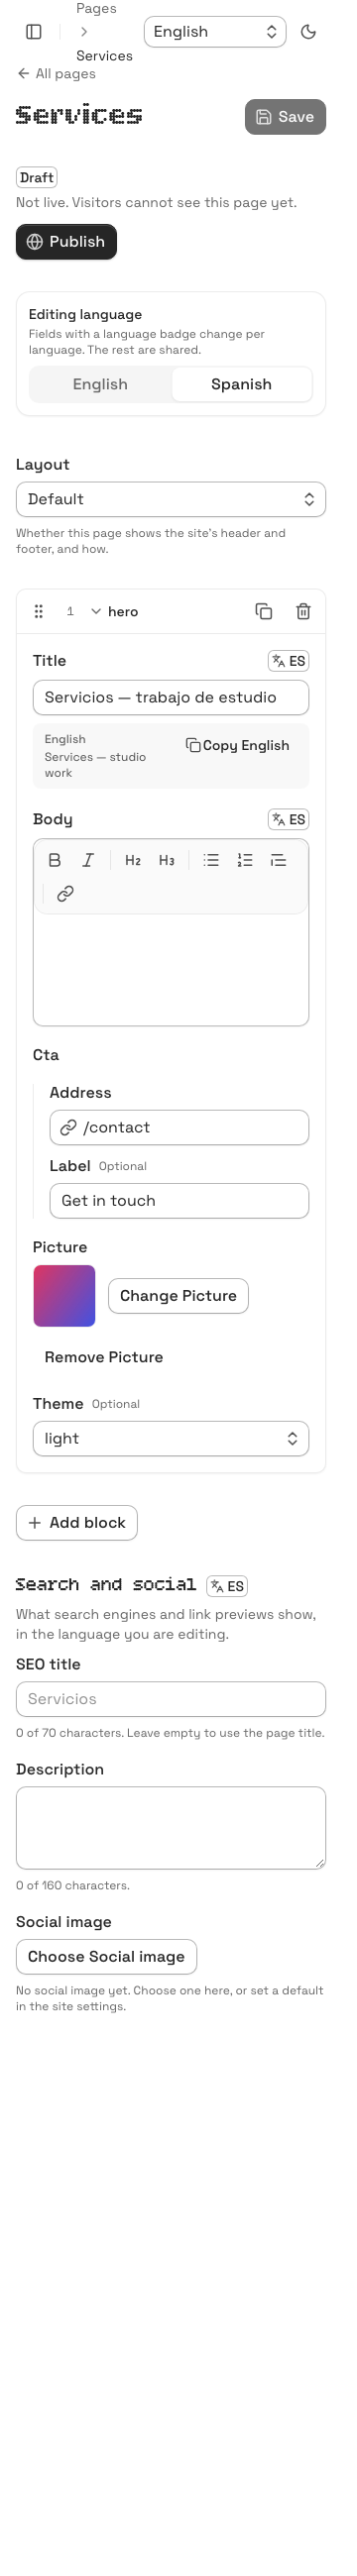 Pages
Services
English
All pages
Services
Save
Draft
Not live. Visitors cannot see this page yet.
Publish
Editing language
Fields with a language badge change per
language. The rest are shared.
English
Spanish
Layout
Default
Whether this page shows the site's header and
footer, and how.
1
hero
Title
ES
Servicios — trabajo de estudio
English
Services — studio
work
Copy English
Body
ES
B
I
H2
H3
Cta
Address
/contact
Label Optional
Get in touch
Picture
Change Picture
Remove Picture
Theme Optional
light
Add block
Search and social
ES
What search engines and link previews show,
in the language you are editing.
SEO title
Servicios
0 of 70 characters. Leave empty to use the page title.
Description
0 of 160 characters.
Social image
Choose Social image
No social image yet. Choose one here, or set a default
in the site settings.